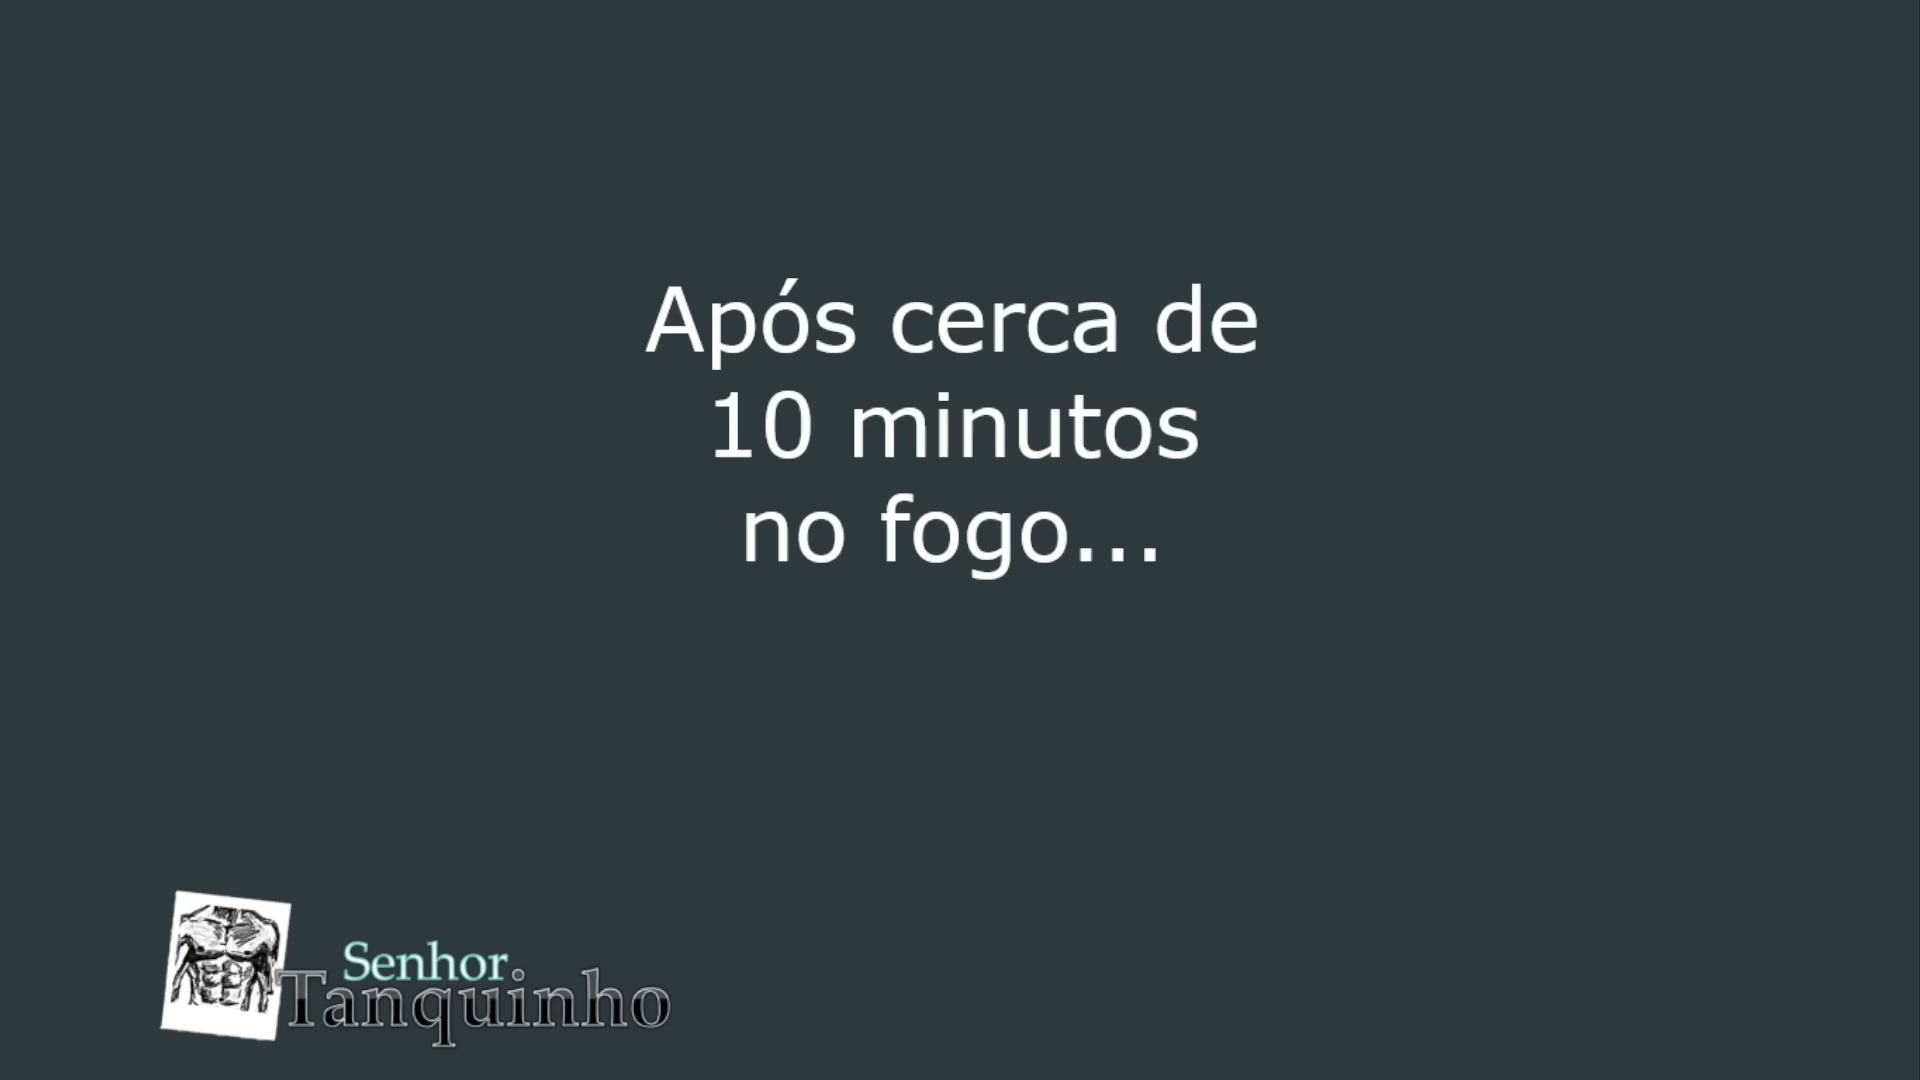 Após cerca de
10 minutos
no fogo...
Senhor
Tanquinho